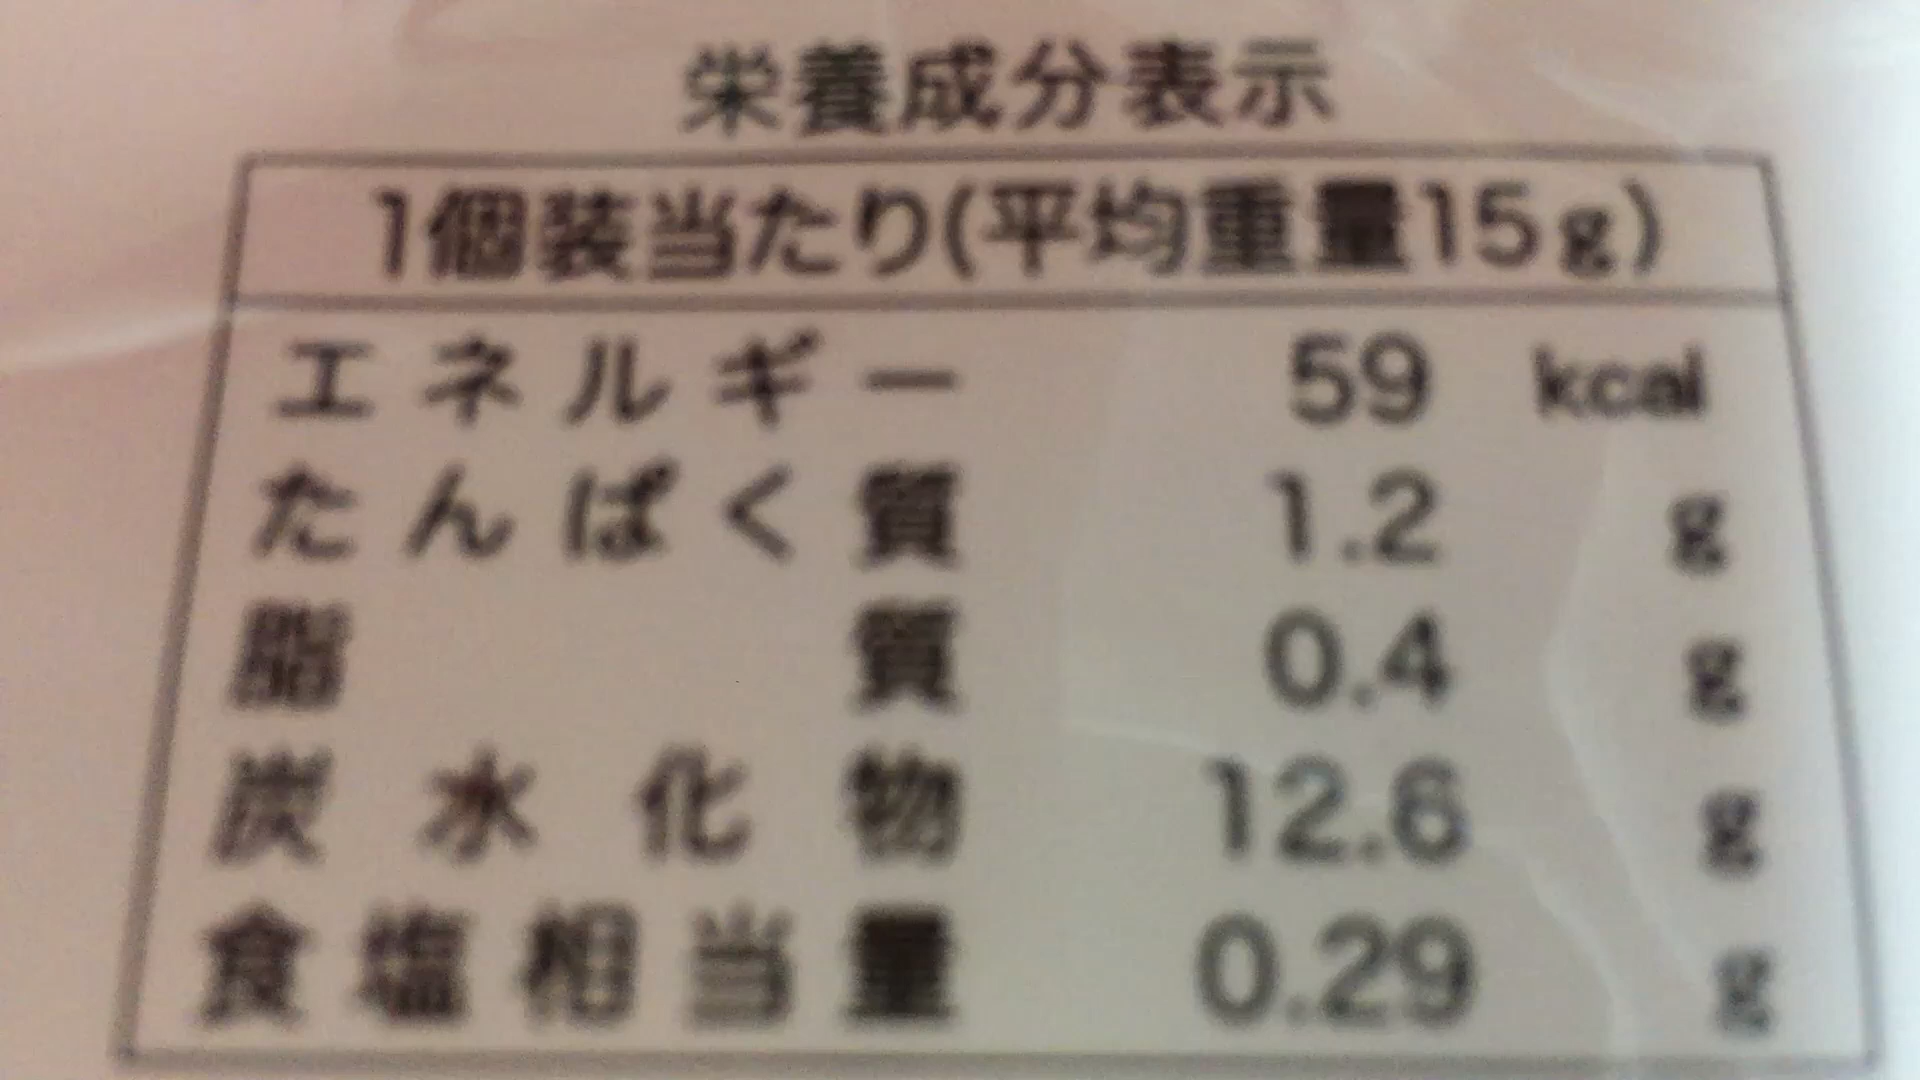 栄養成分表示
1個装当たり(平均重量15g)
エネルギー 59 kcal
たんぱく質 1.2 g
脂質 0.4 g
炭水化物 12.6 g
食塩相当量 0.29 g